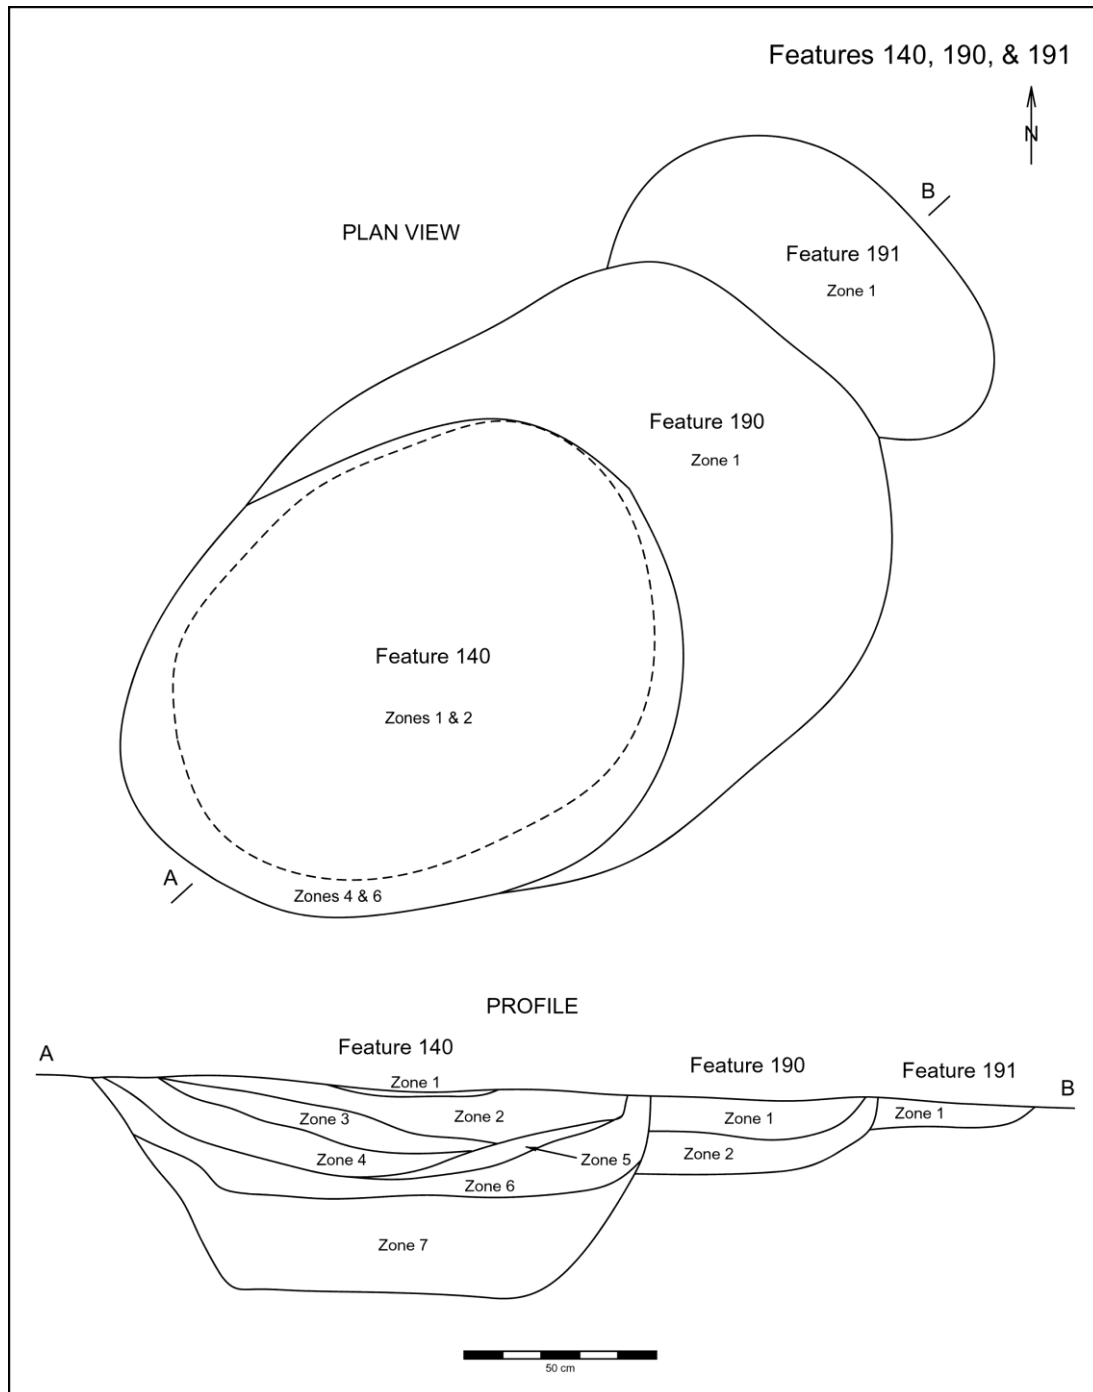 Features 140, 190, & 191
N
B
PLAN VIEW
Feature 191
Zone 1
Feature 190
Zone 1
Feature 140
Zones 1 & 2
A
Zones 4 & 6
PROFILE
A
Feature 140
Feature 190
Feature 191
B
Zone 1
Zone 3
Zone 2
Zone 1
Zone 1
Zone 4
Zone 5
Zone 2
Zone 6
Zone 7
50 cm